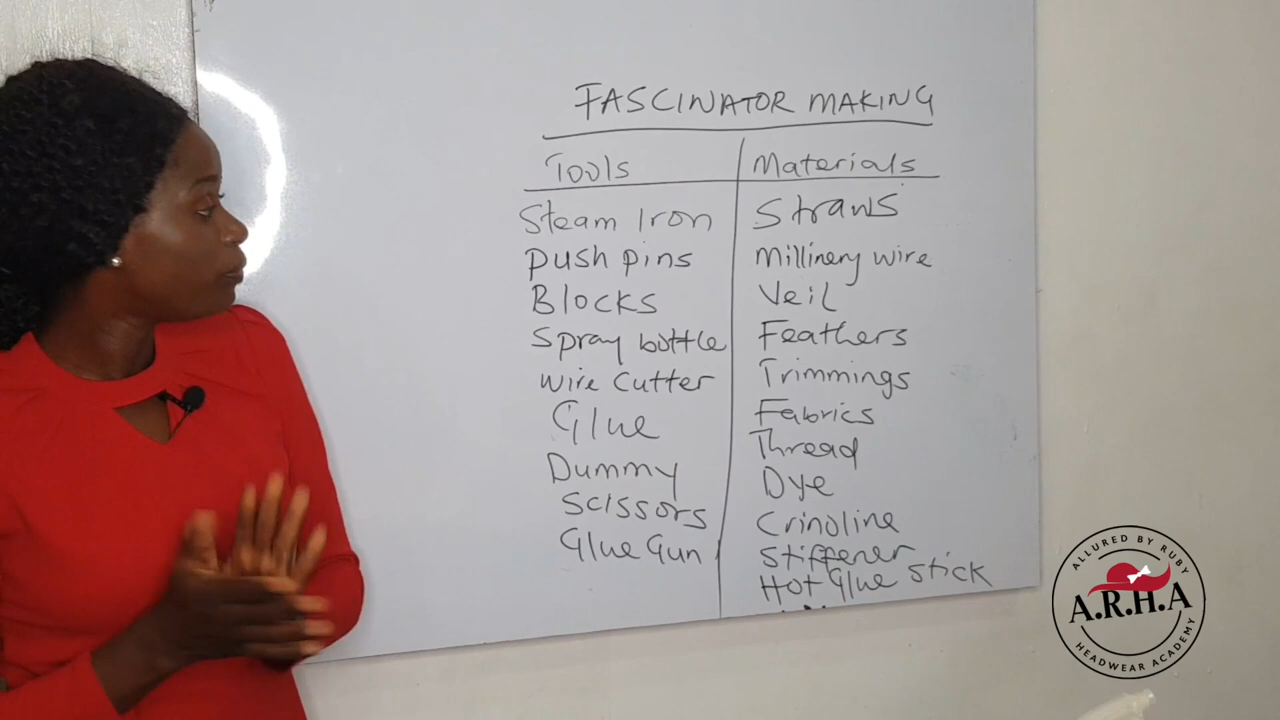 FASCINATOR MAKING
Tools
Steam Iron
Push pins
Blocks
Spray bottle
Wire Cutter
Glue
Dummy
Scissors
Glue Gun
Materials
Straws
Millinery wire
Veil
Feathers
Trimmings
Fabrics
Thread
Dye
Crinoline
Stiffener
Hot Glue stick
ALLURED BY RUBY
A.R.H.A
HEADWEAR ACADEMY